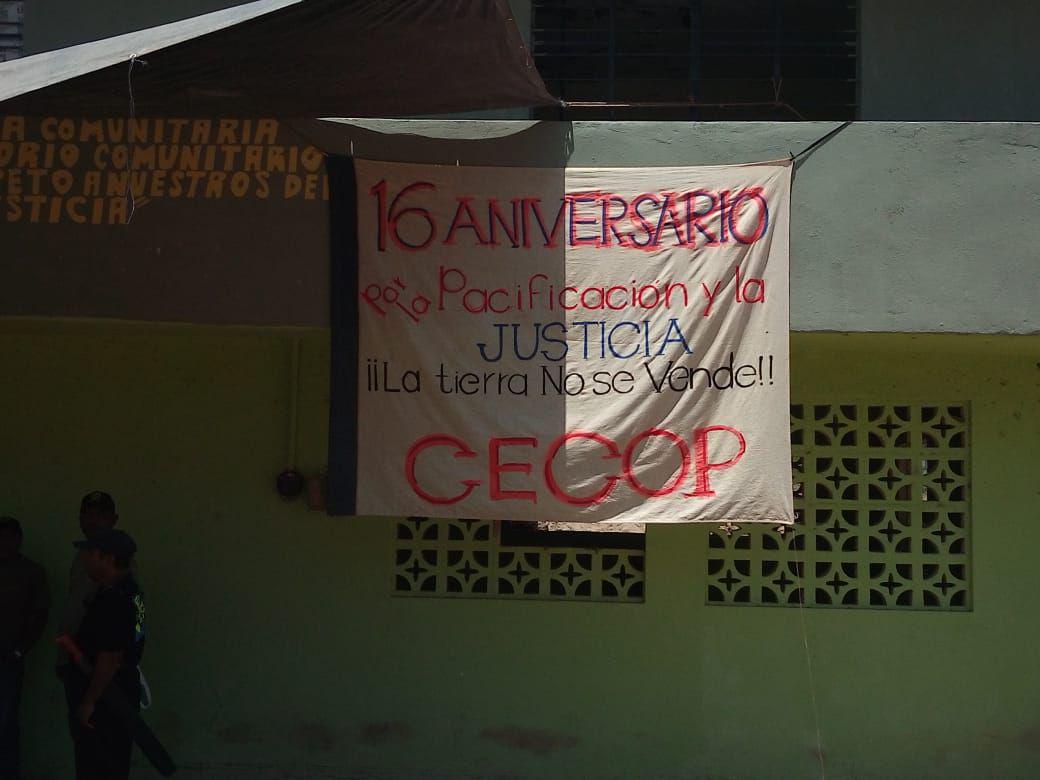 A COMUNITARIA
ORIO COMUNITARIO
PETO A NUESTROS DE
STICIA"
16 ANIVERSARIO
Por la Pacificación y la
JUSTICIA
¡¡La tierra No se Vende!!
CECOP